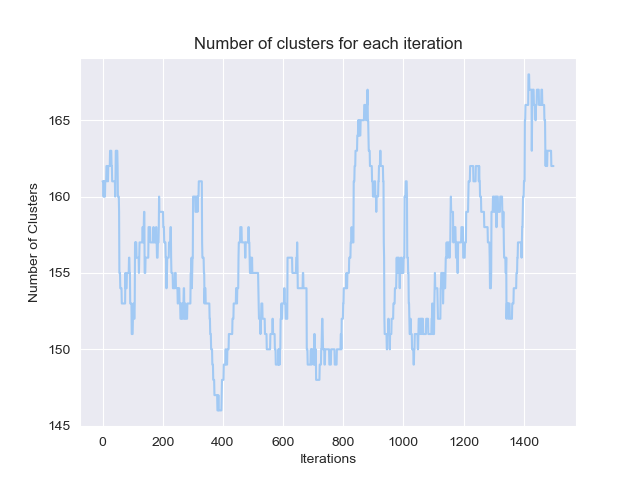 Number of clusters for each iteration
Number of Clusters
165
160
155
150
145
0 200 400 600 800 1000 1200 1400
Iterations